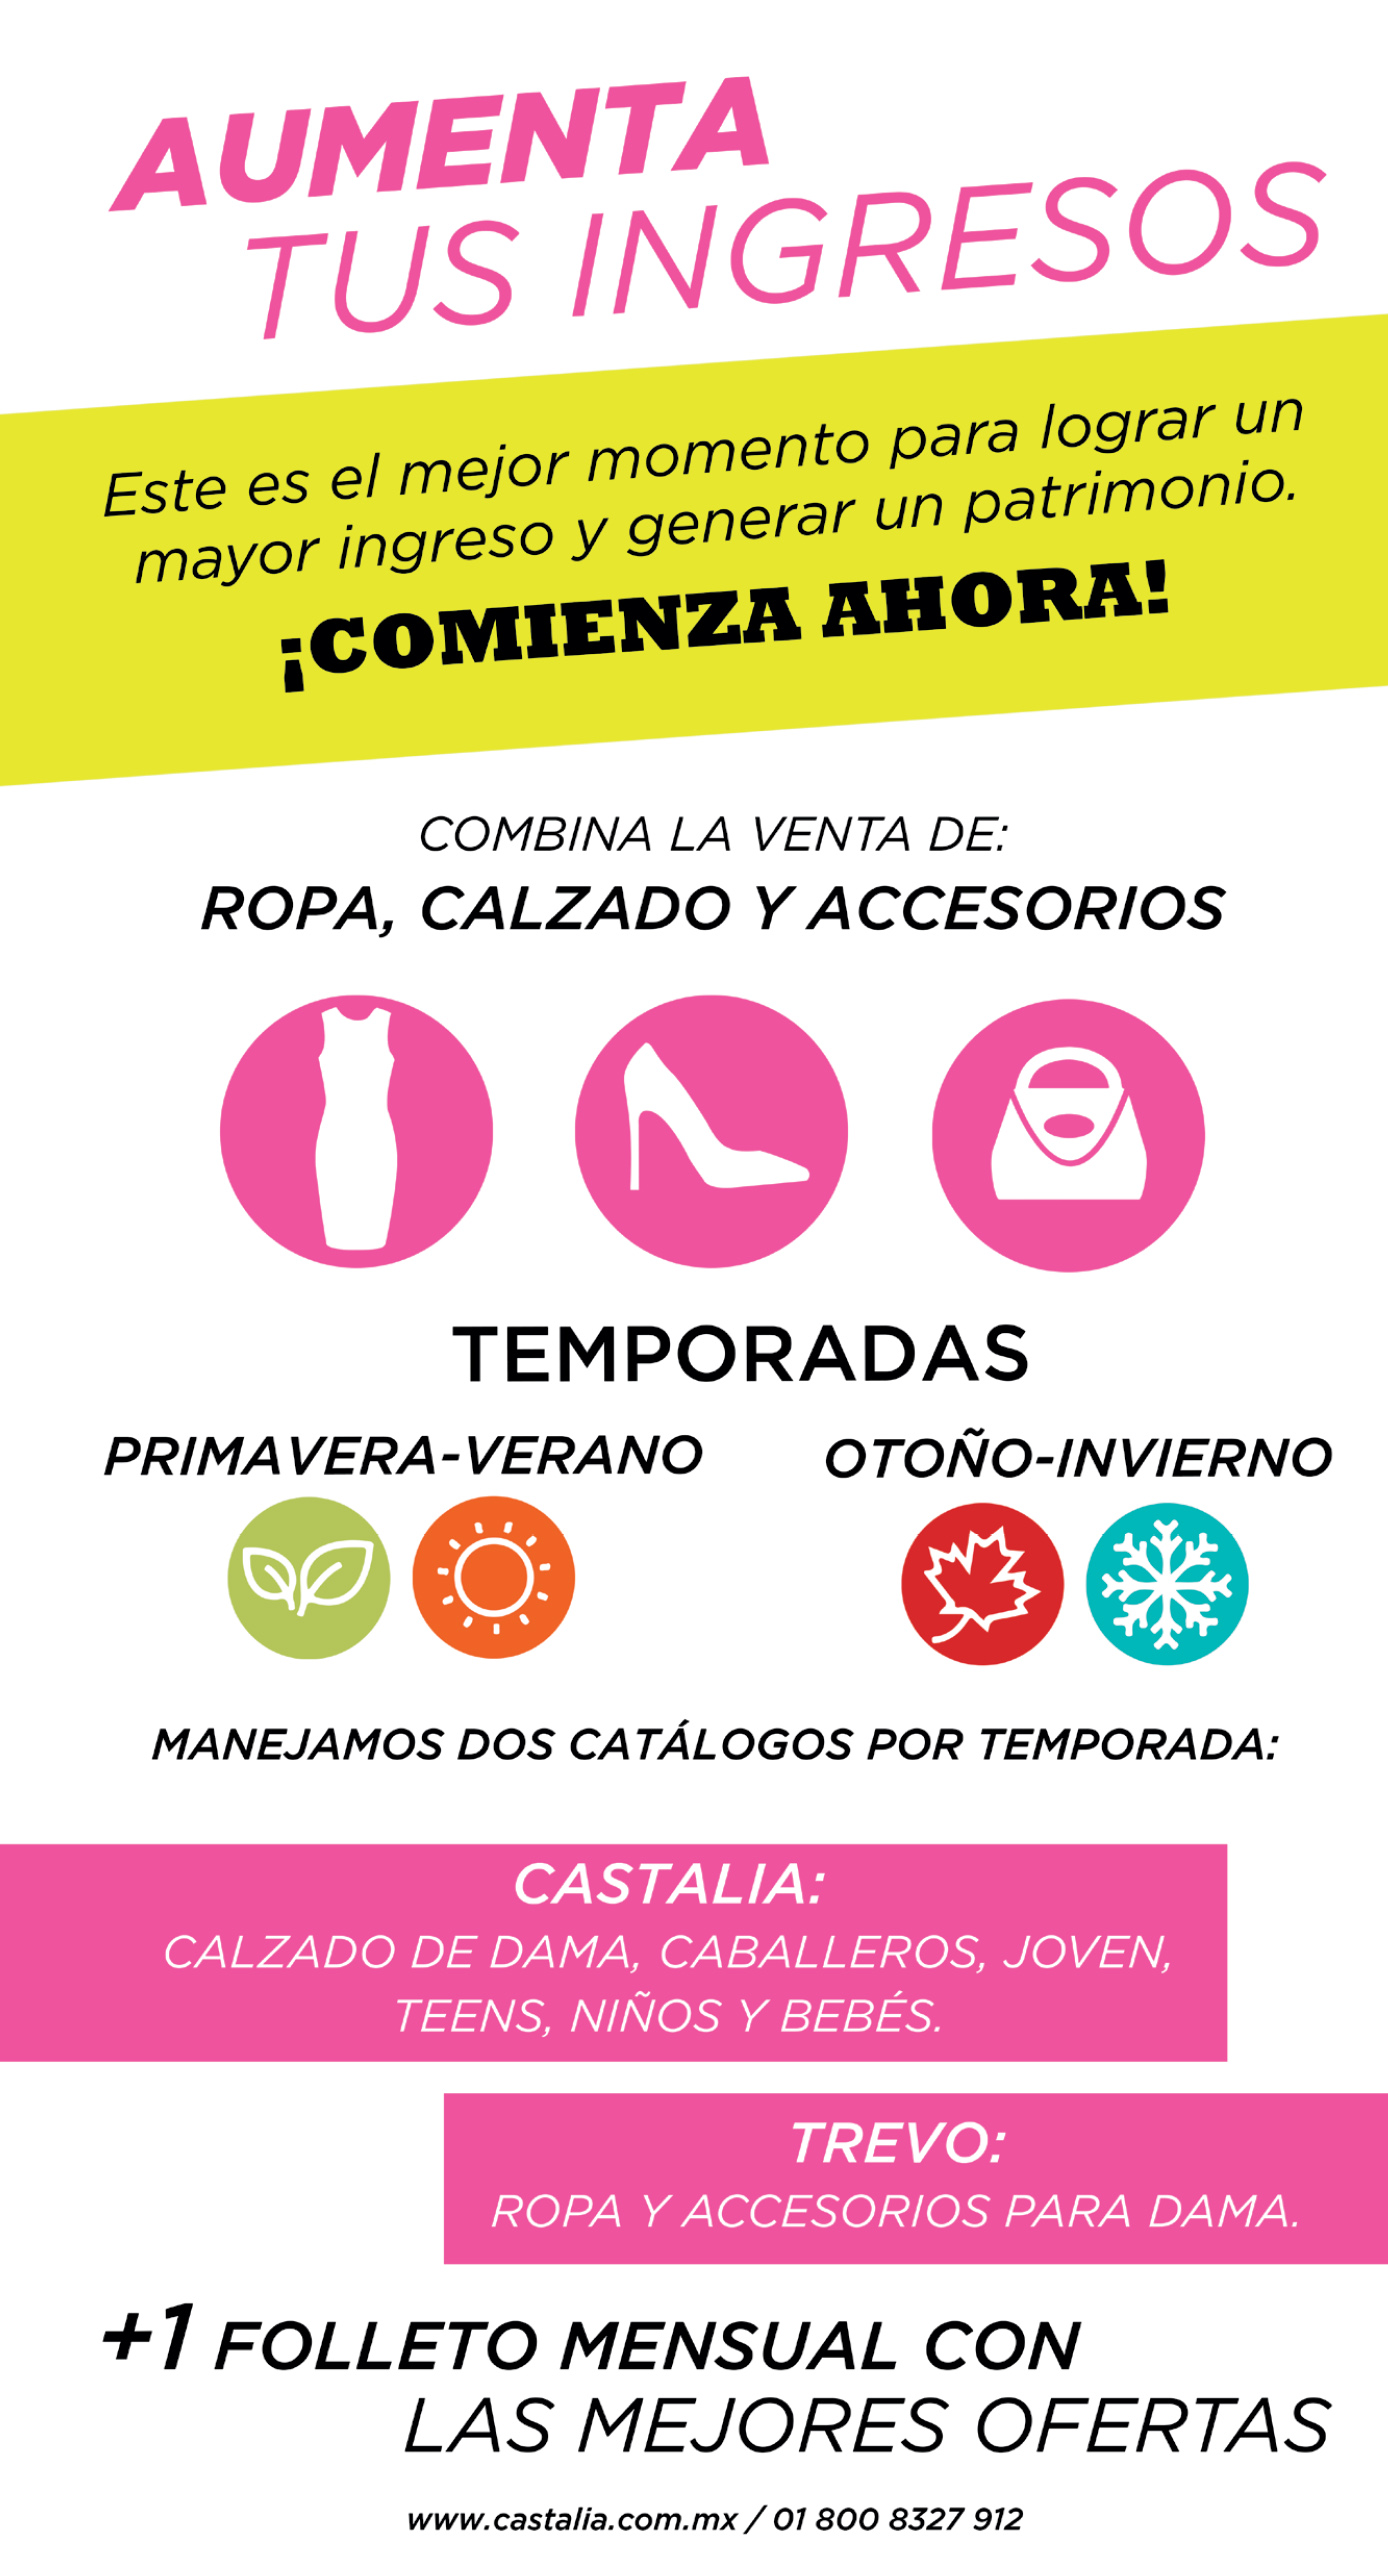 AUMENTA
TUS INGRESOS
Este es el mejor momento para lograr un
mayor ingreso y generar un patrimonio.
¡COMIENZA AHORA!
COMBINA LA VENTA DE:
ROPA, CALZADO Y ACCESORIOS
TEMPORADAS
PRIMAVERA-VERANO
OTOÑO-INVIERNO
MANEJAMOS DOS CATÁLOGOS POR TEMPORADA:
CASTALIA:
CALZADO DE DAMA, CABALLEROS, JOVEN,
TEENS, NIÑOS Y BEBÉS.
TREVO:
ROPA Y ACCESORIOS PARA DAMA.
+1 FOLLETO MENSUAL CON
LAS MEJORES OFERTAS
www.castalia.com.mx / 01 800 8327 912